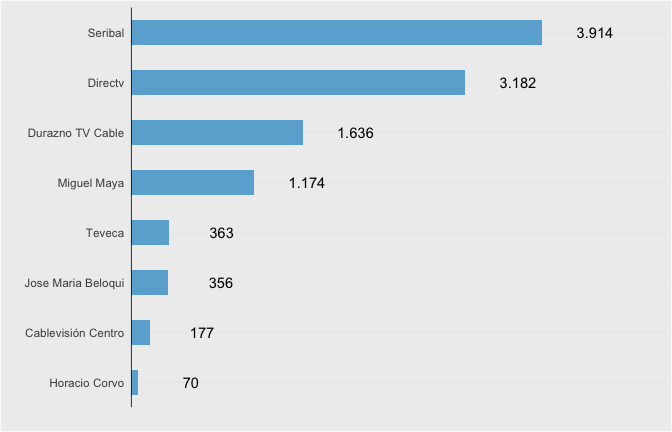 Seribal 3.914
Directv 3.182
Durazno TV Cable 1.636
Miguel Maya 1.174
Teveca 363
Jose Maria Beloqui 356
Cablevisión Centro 177
Horacio Corvo 70